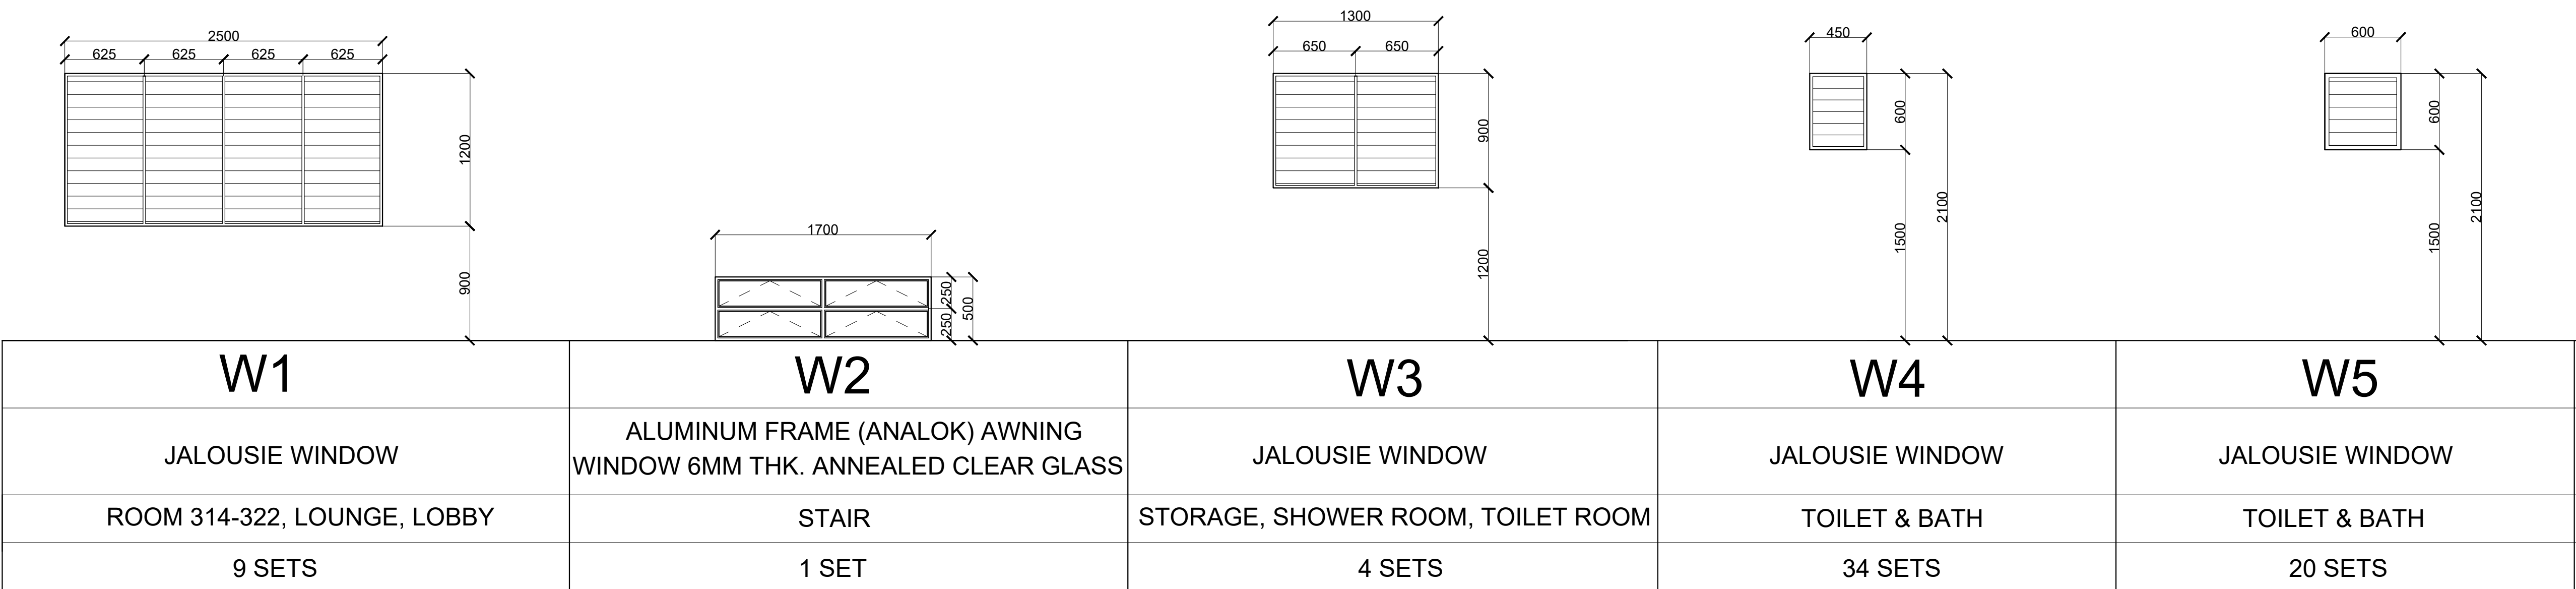 2500
625 625 625 625
1200
900
1700
250
250
500
1300
650 650
900
1200
450
600
1500
2100
600
600
1500
2100
W1
W2
W3
W4
W5
JALOUSIE WINDOW
ALUMINUM FRAME (ANALOK) AWNING
WINDOW 6MM THK. ANNEALED CLEAR GLASS
JALOUSIE WINDOW
JALOUSIE WINDOW
JALOUSIE WINDOW
ROOM 314-322, LOUNGE, LOBBY
STAIR
STORAGE, SHOWER ROOM, TOILET ROOM
TOILET & BATH
TOILET & BATH
9 SETS
1 SET
4 SETS
34 SETS
20 SETS